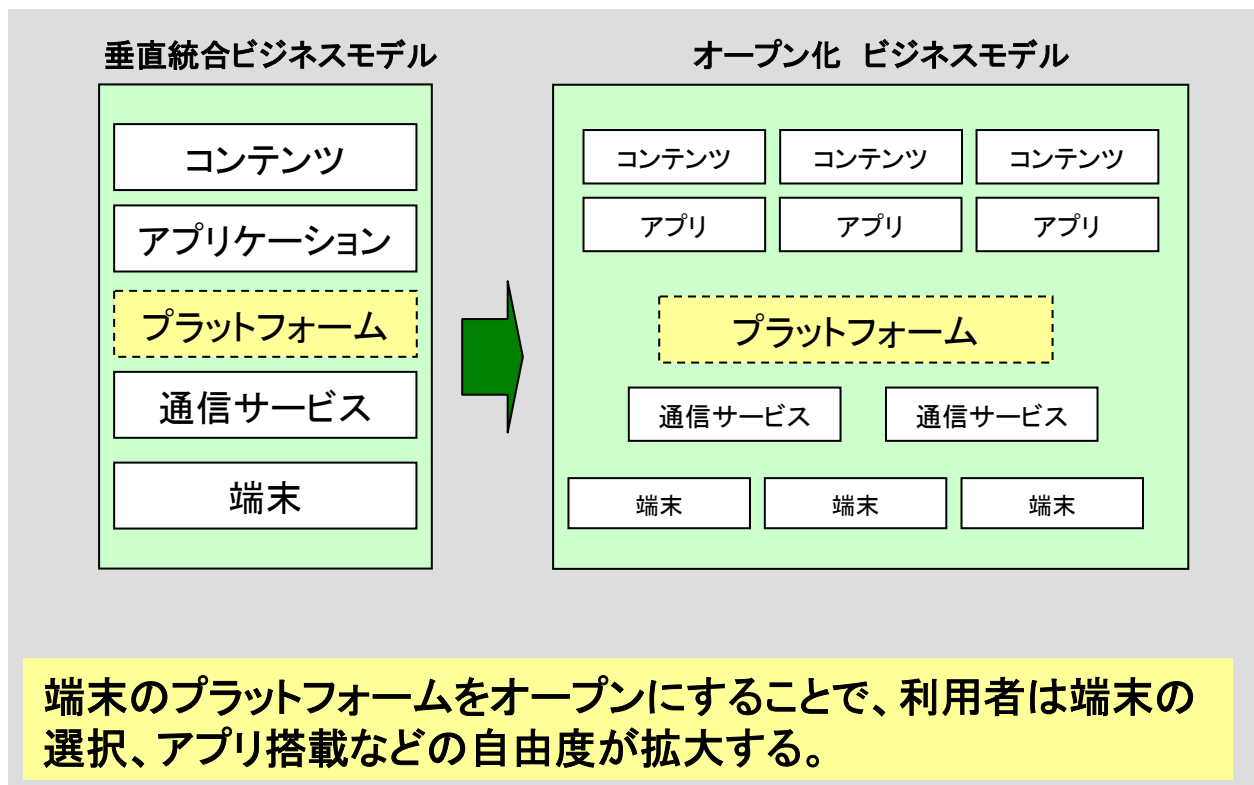 垂直統合ビジネスモデル
コンテンツ
アプリケーション
プラットフォーム
通信サービス
端末
オープン化 ビジネスモデル
コンテンツ コンテンツ コンテンツ
アプリ アプリ アプリ
プラットフォーム
通信サービス 通信サービス
端末 端末 端末
端末のプラットフォームをオープンにすることで、利用者は端末の
選択、アプリ搭載などの自由度が拡大する。